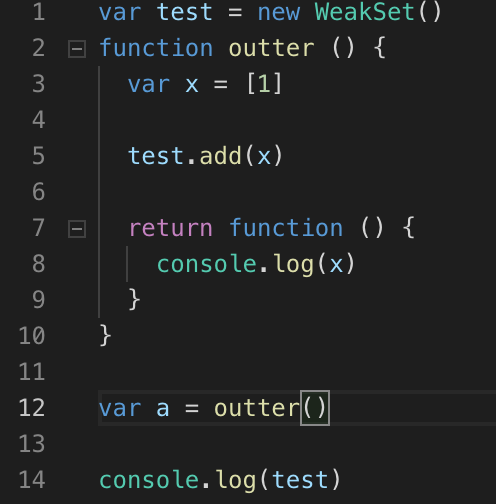 1 var test = new WeakSet()
2 function outter () {
3 var x = [1]
4
5 test.add(x)
6
7 return function () {
8 console.log(x)
9 }
10 }
11
12 var a = outter()
13
14 console.log(test)